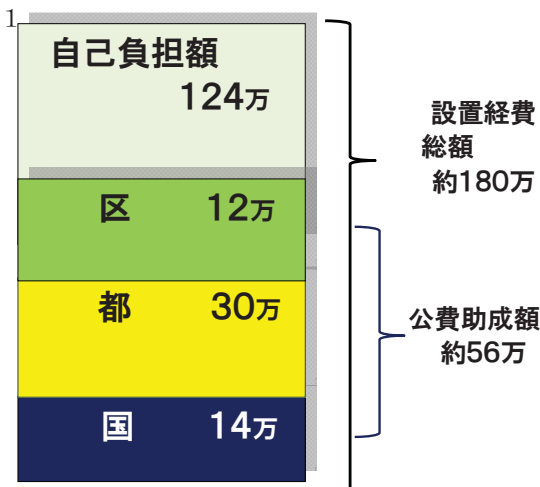 1
自己負担額
124万
区 12万
都 30万
国 14万
設置経費
総額
約180万
公費助成額
約56万